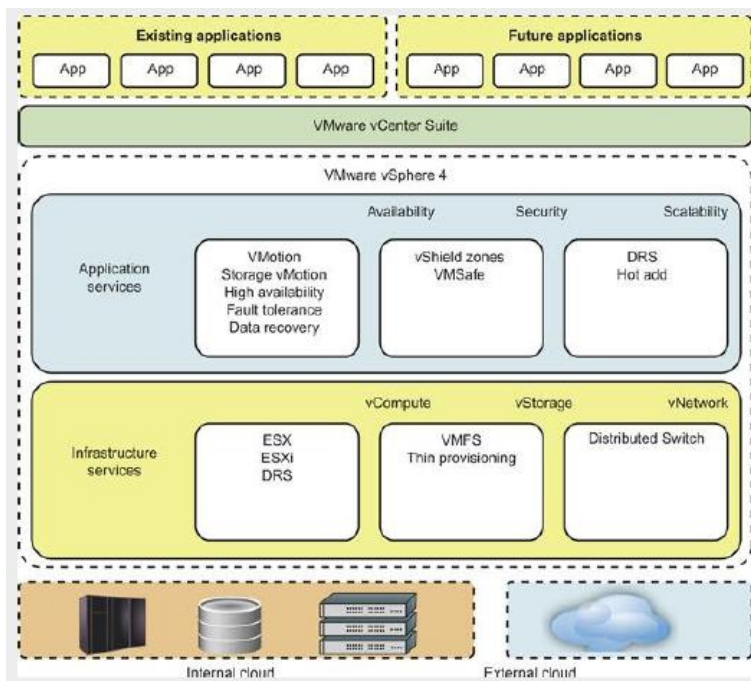 Existing applications
App App App App
Future applications
App App App App
VMware vCenter Suite
VMware vSphere 4
Application
services
Availability
VMotion
Storage vMotion
High availability
Fault tolerance
Data recovery
Security
vShield zones
VMSafe
Scalability
DRS
Hot add
Infrastructure
services
vCompute
ESX
ESXi
DRS
vStorage
VMFS
Thin provisioning
vNetwork
Distributed Switch
Internal cloud
External cloud